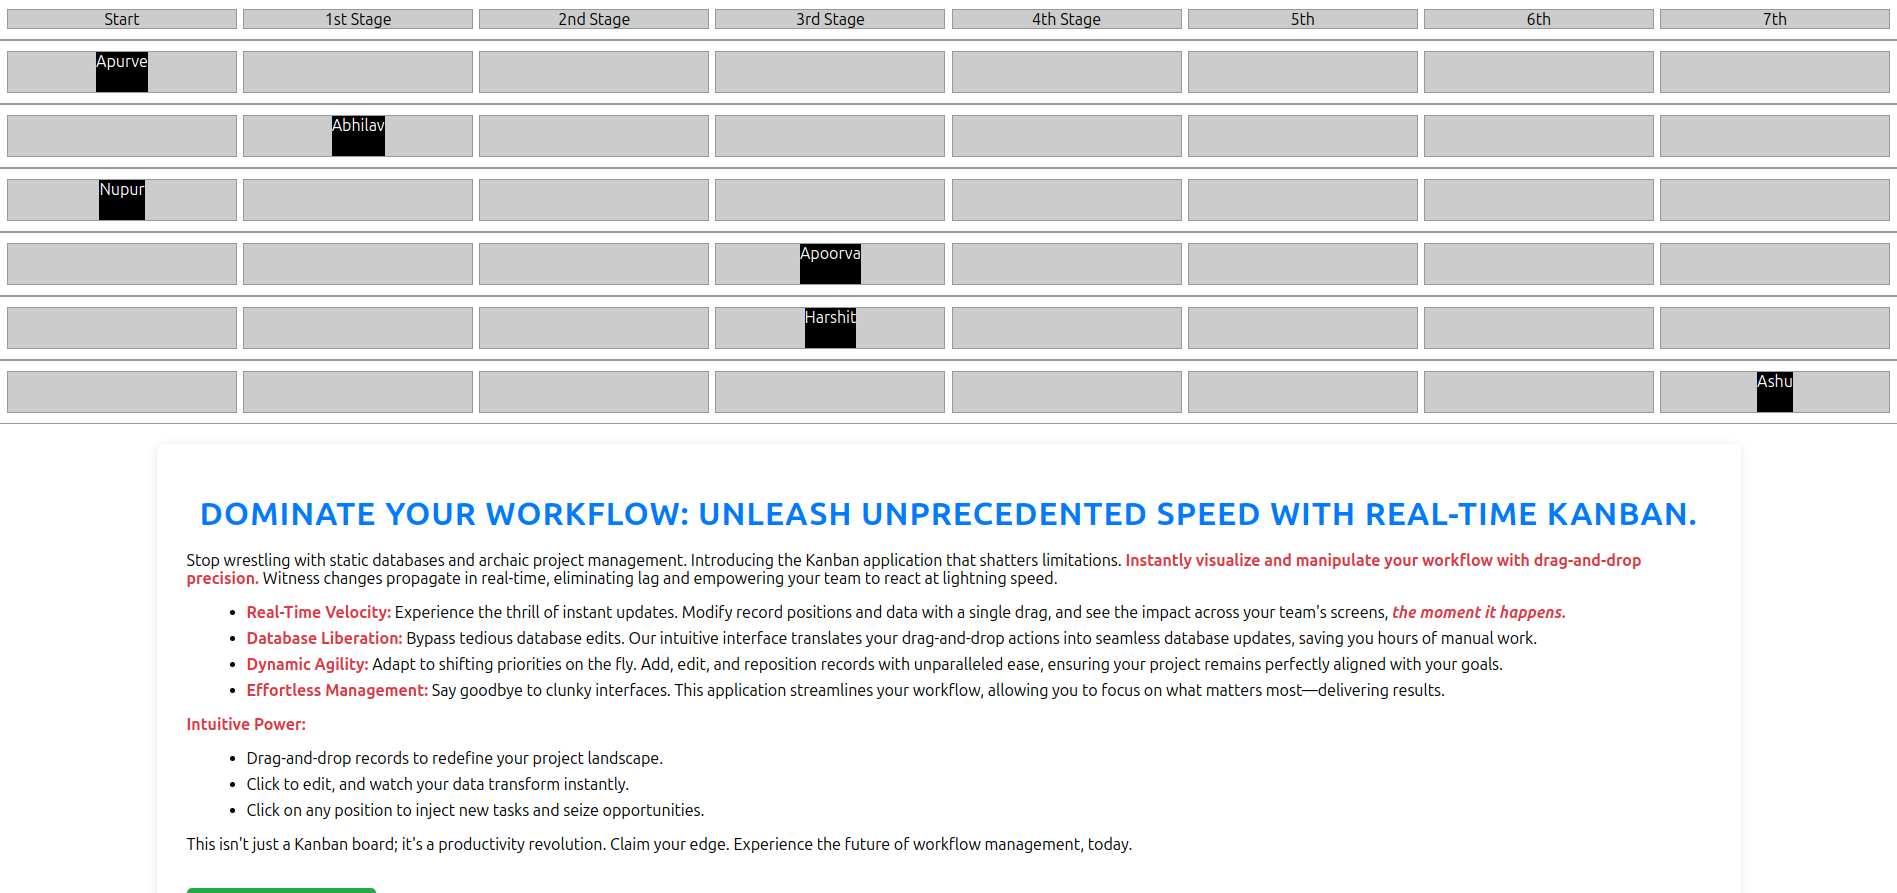 Start 1st Stage 2nd Stage 3rd Stage 4th Stage 5th 6th 7th
Apurve
Abhilav
Nupur
Apoorva
Harshit
Ashu
DOMINATE YOUR WORKFLOW: UNLEASH UNPRECEDENTED SPEED WITH REAL-TIME KANBAN.
Stop wrestling with static databases and archaic project management. Introducing the Kanban application that shatters limitations. Instantly visualize and manipulate your workflow with drag-and-drop
precision. Witness changes propagate in real-time, eliminating lag and empowering your team to react at lightning speed.
• Real-Time Velocity: Experience the thrill of instant updates. Modify record positions and data with a single drag, and see the impact across your team's screens, the moment it happens.
• Database Liberation: Bypass tedious database edits. Our intuitive interface translates your drag-and-drop actions into seamless database updates, saving you hours of manual work.
• Dynamic Agility: Adapt to shifting priorities on the fly. Add, edit, and reposition records with unparalleled ease, ensuring your project remains perfectly aligned with your goals.
• Effortless Management: Say goodbye to clunky interfaces. This application streamlines your workflow, allowing you to focus on what matters most—delivering results.
Intuitive Power:
• Drag-and-drop records to redefine your project landscape.
• Click to edit, and watch your data transform instantly.
• Click on any position to inject new tasks and seize opportunities.
This isn't just a Kanban board; it's a productivity revolution. Claim your edge. Experience the future of workflow management, today.